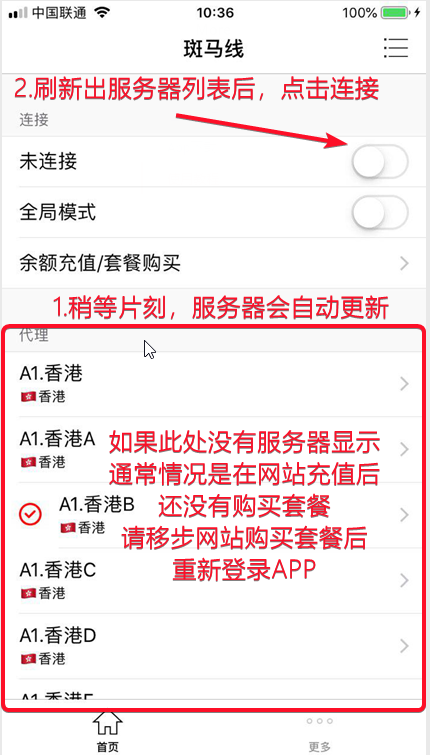 中国联通 10:36 100%
斑马线
2.刷新出服务器列表后，点击连接
连接
未连接
全局模式
余额充值/套餐购买
1.稍等片刻，服务器会自动更新
代理
A1.香港
香港
A1.香港A
香港
如果此处没有服务器显示
通常情况是在网站充值后
A1.香港B
香港
还没有购买套餐
请移步网站购买套餐后
A1.香港C
香港
重新登录APP
A1.香港D
香港
首页
更多